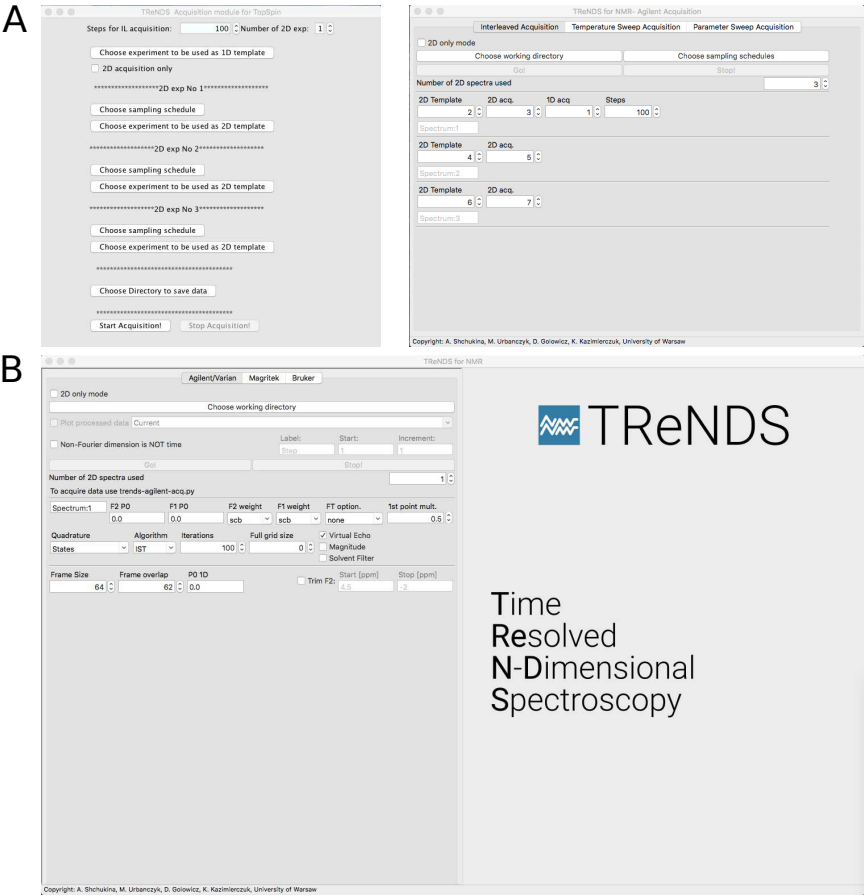 A
TReNDS Acquisition module for TopSpin
Steps for IL acquisition: 100 Number of 2D exp: 1
Choose experiment to be used as 1D template
2D acquisition only
*******************2D exp No 1*******************
Choose sampling schedule
Choose experiment to be used as 2D template
*******************2D exp No 2*******************
Choose sampling schedule
Choose experiment to be used as 2D template
*******************2D exp No 3*******************
Choose sampling schedule
Choose experiment to be used as 2D template
****************************************
Choose Directory to save data
****************************************
Start Acquisition! Stop Acquisition!
TReNDS for NMR- Agilent Acquisition
Interleaved Acquisition Temperature Sweep Acquisition Parameter Sweep Acquisition
2D only mode
Choose working directory Choose sampling schedules
Go! Stop!
Number of 2D spectra used 3
2D Template 2D acq. 1D acq Steps
2 3 1 100
Spectrum:1
2D Template 2D acq.
4 5
Spectrum:2
2D Template 2D acq.
6 7
Spectrum:3
Copyright: A. Shchukina, M. Urbanczyk, D. Golowicz, K. Kazimierczuk, University of Warsaw
B
TReNDS for NMR
Agilent/Varian Magritek Bruker
2D only mode
Choose working directory
Plot processed data Current
Non-Fourier dimension is NOT time
Label: Start: Increment:
Step 1 1
Go! Stop!
Number of 2D spectra used 1
To acquire data use trends-agilent-acq.py
Spectrum:1 F2 P0 F1 P0 F2 weight F1 weight FT option. 1st point mult.
0.0 0.0 scb scb none 0.5
Quadrature Algorithm Iterations Full grid size Virtual Echo
States IST 100 0 Magnitude
Solvent Filter
Frame Size Frame overlap P0 1D Trim F2: Start [ppm] Stop [ppm]
64 62 0.0 4.5 -2
TReNDS
Time
Resolved
N-Dimensional
Spectroscopy
Copyright: A. Shchukina, M. Urbanczyk, D. Golowicz, K. Kazimierczuk, University of Warsaw